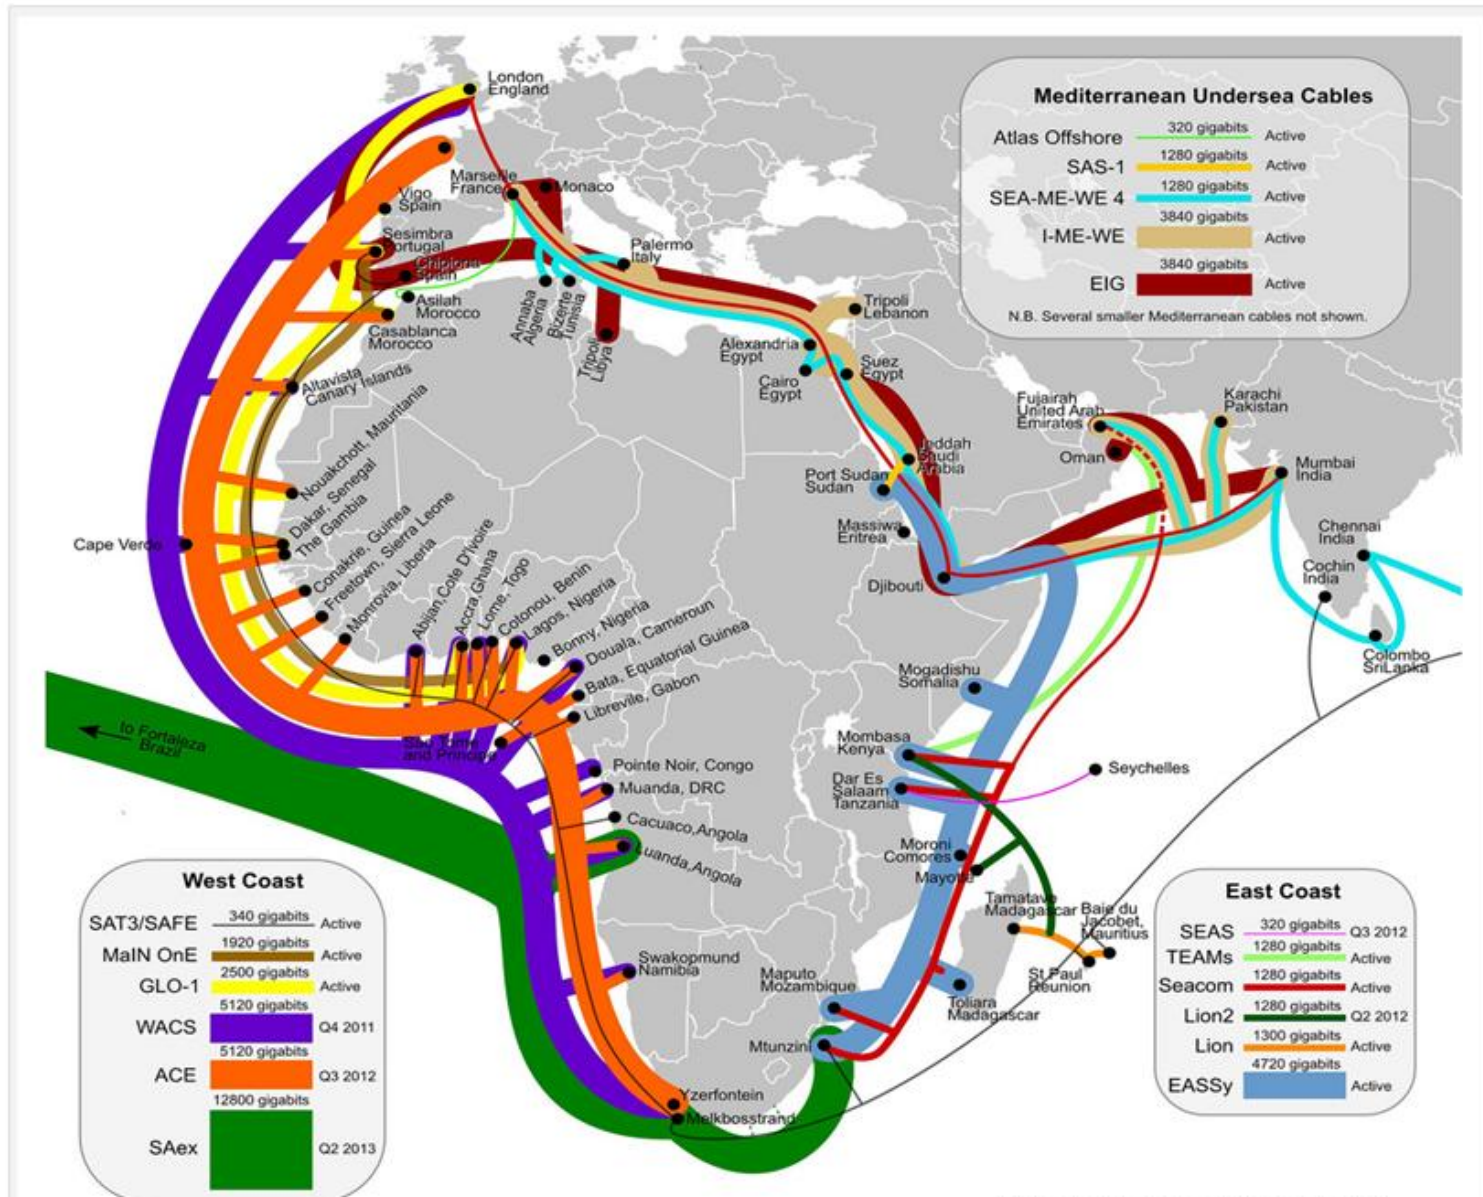 London
England
Marseille
France
Monaco
Vigo
Spain
Sesimbra
Portugal
Chipiona
Spain
Palermo
Italy
Asilah
Morocco
Casablanca
Morocco
Annaba
Algeria
Bizerte
Tunisia
Tripoli
Libya
Tripoli
Lebanon
Alexandria
Egypt
Cairo
Egypt
Suez
Egypt
Altavista
Canary Islands
Nouakchott, Mauritania
Dakar, Senegal
The Gambia
Conakrie, Guinea
Freetown, Sierra Leone
Monrovia, Liberia
Cape Verde
Abijan,Cote D'Ivoire
Accra,Ghana
Lome, Togo
Cotonou, Benin
Lagos, Nigeria
Bonny, Nigeria
Douala, Cameroun
Bata, Equatorial Guinea
Libreville, Gabon
Sao Tome
and Principe
Pointe Noir, Congo
Muanda, DRC
Cacuaco,Angola
Luanda,Angola
Swakopmund
Namibia
Yzerfontein
Melkbosstrand
to Fortaleza
Brazil
Jeddah
Saudi
Arabia
Port Sudan
Sudan
Massiwa
Eritrea
Djibouti
Fujairah
United Arab
Emirates
Oman
Karachi
Pakistan
Mumbai
India
Chennai
India
Cochin
India
Colombo
SriLanka
Mogadishu
Somalia
Mombasa
Kenya
Dar Es
Salaam
Tanzania
Seychelles
Moroni
Comores
Mayotte
Tamatave
Madagascar
Baie du
Jacobet,
Mauritius
St Paul
Reunion
Toliara
Madagascar
Maputo
Mozambique
Mtunzini
Mediterranean Undersea Cables
Atlas Offshore 320 gigabits Active
SAS-1 1280 gigabits Active
SEA-ME-WE 4 1280 gigabits Active
I-ME-WE 3840 gigabits Active
EIG 3840 gigabits Active
N.B. Several smaller Mediterranean cables not shown.
West Coast
SAT3/SAFE 340 gigabits Active
MaIN OnE 1920 gigabits Active
GLO-1 2500 gigabits Active
WACS 5120 gigabits Q4 2011
ACE 5120 gigabits Q3 2012
SAex 12800 gigabits Q2 2013
East Coast
SEAS 320 gigabits Q3 2012
TEAMs 1280 gigabits Active
Seacom 1280 gigabits Active
Lion2 1280 gigabits Q2 2012
Lion 1300 gigabits Active
EASSy 4720 gigabits Active